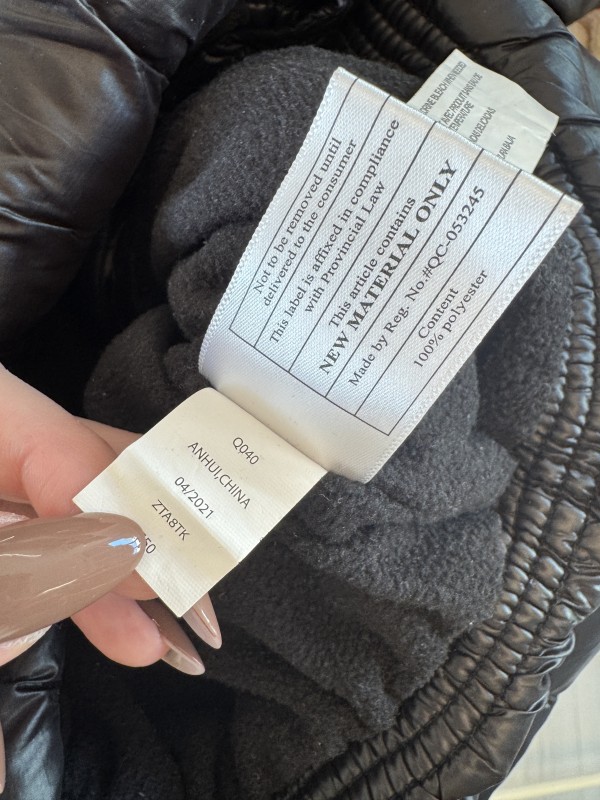 Not to be removed until
delivered to the consumer
This label is affixed in compliance
with Provincial Law
This article contains
NEW MATERIAL ONLY
Made by Reg. No.#QC-053245
Content
100% polyester
Q040
ANHUI,CHINA
04/2021
ZTA8TK
50